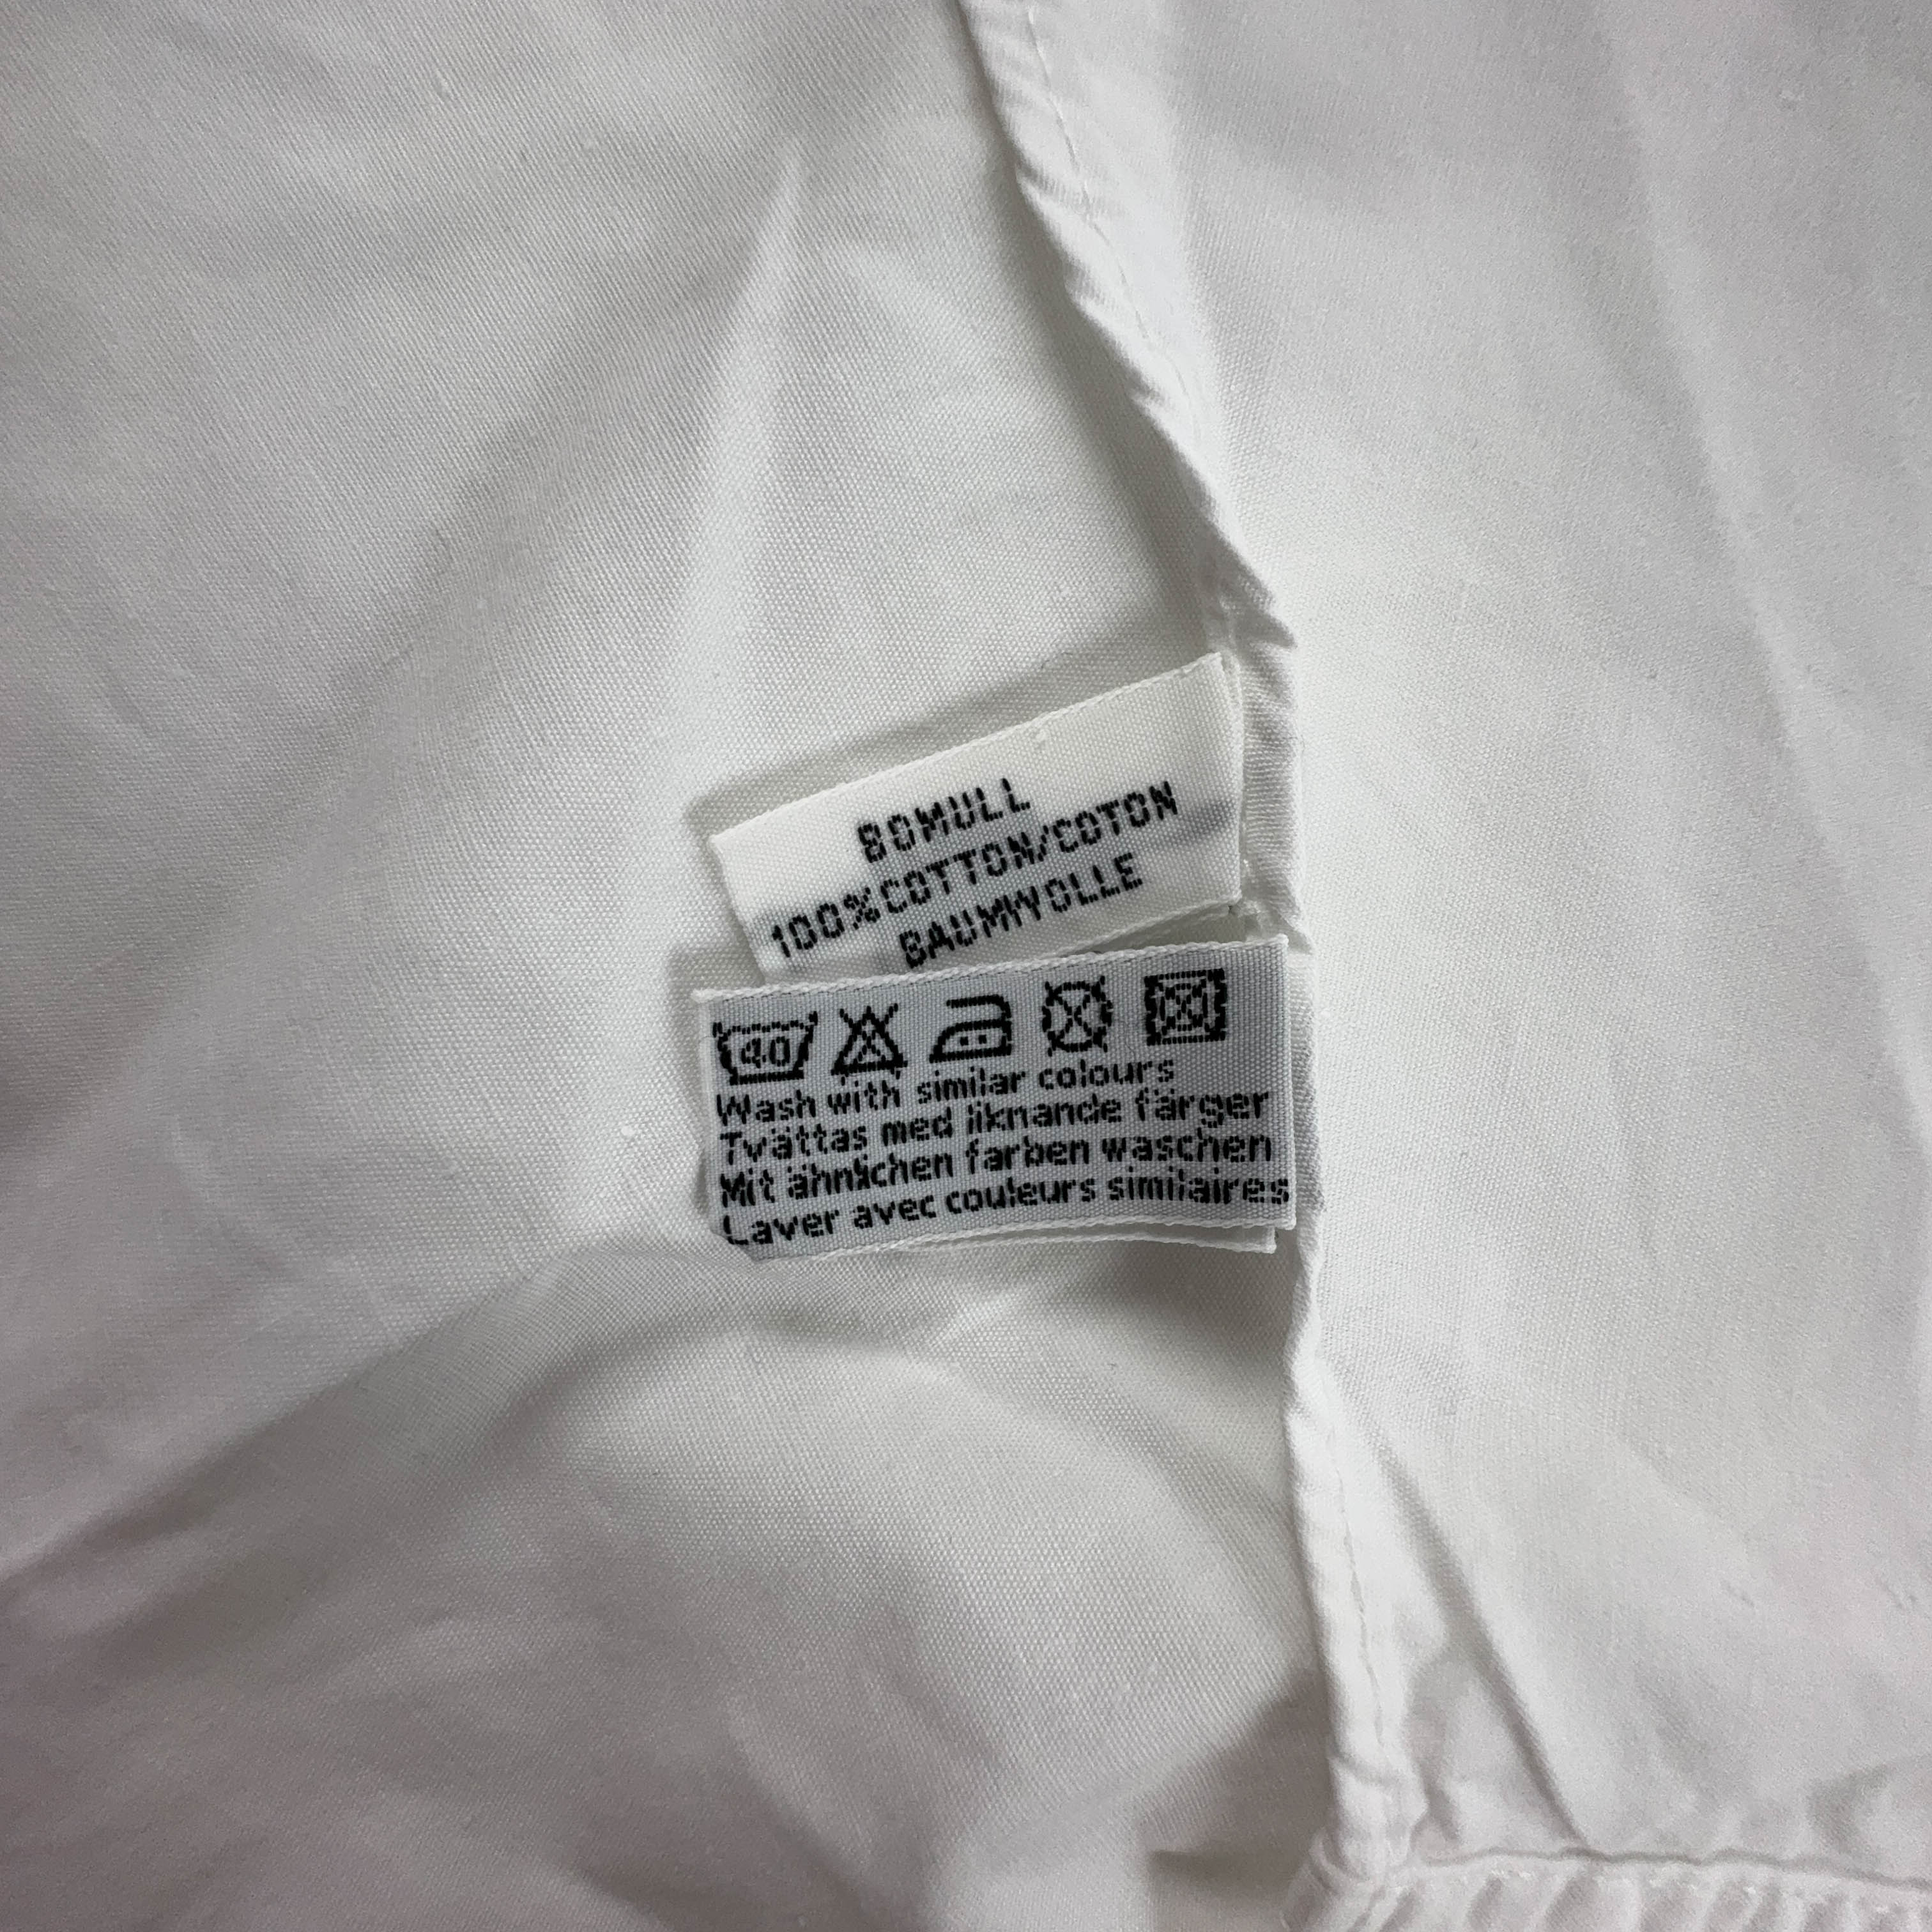 BOMULL
100%COTTON/COTON
BAUMWOLLE
40
Wash with similar colours
Tvättas med liknande färger
Mit ähnlichen farben waschen
Laver avec couleurs similaires